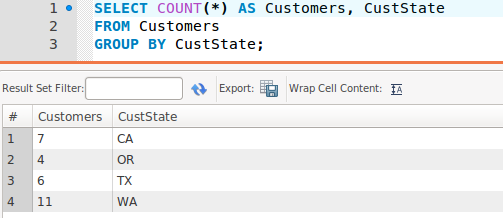 1 SELECT COUNT(*) AS Customers, CustState
2 FROM Customers
3 GROUP BY CustState;
Result Set Filter: Export: Wrap Cell Content: IA
# Customers CustState
1 7 CA
2 4 OR
3 6 TX
4 11 WA